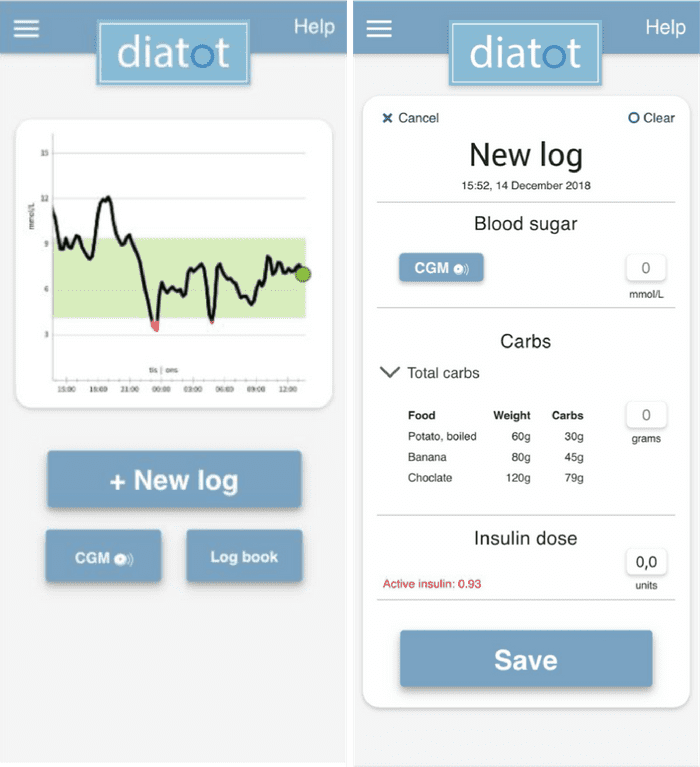 Help
diatot
15
12
mmol/L
9
6
3
tis | ons
15:00 18:00 21:00 00:00 03:00 06:00 09:00 12:00
+ New log
CGM
Log book
Help
diatot
Cancel
Clear
New log
15:52, 14 December 2018
Blood sugar
CGM
0
mmol/L
Carbs
Total carbs
Food Weight Carbs
0
grams
Potato, boiled 60g 30g
Banana 80g 45g
Choclate 120g 79g
Insulin dose
0,0
units
Active insulin: 0.93
Save